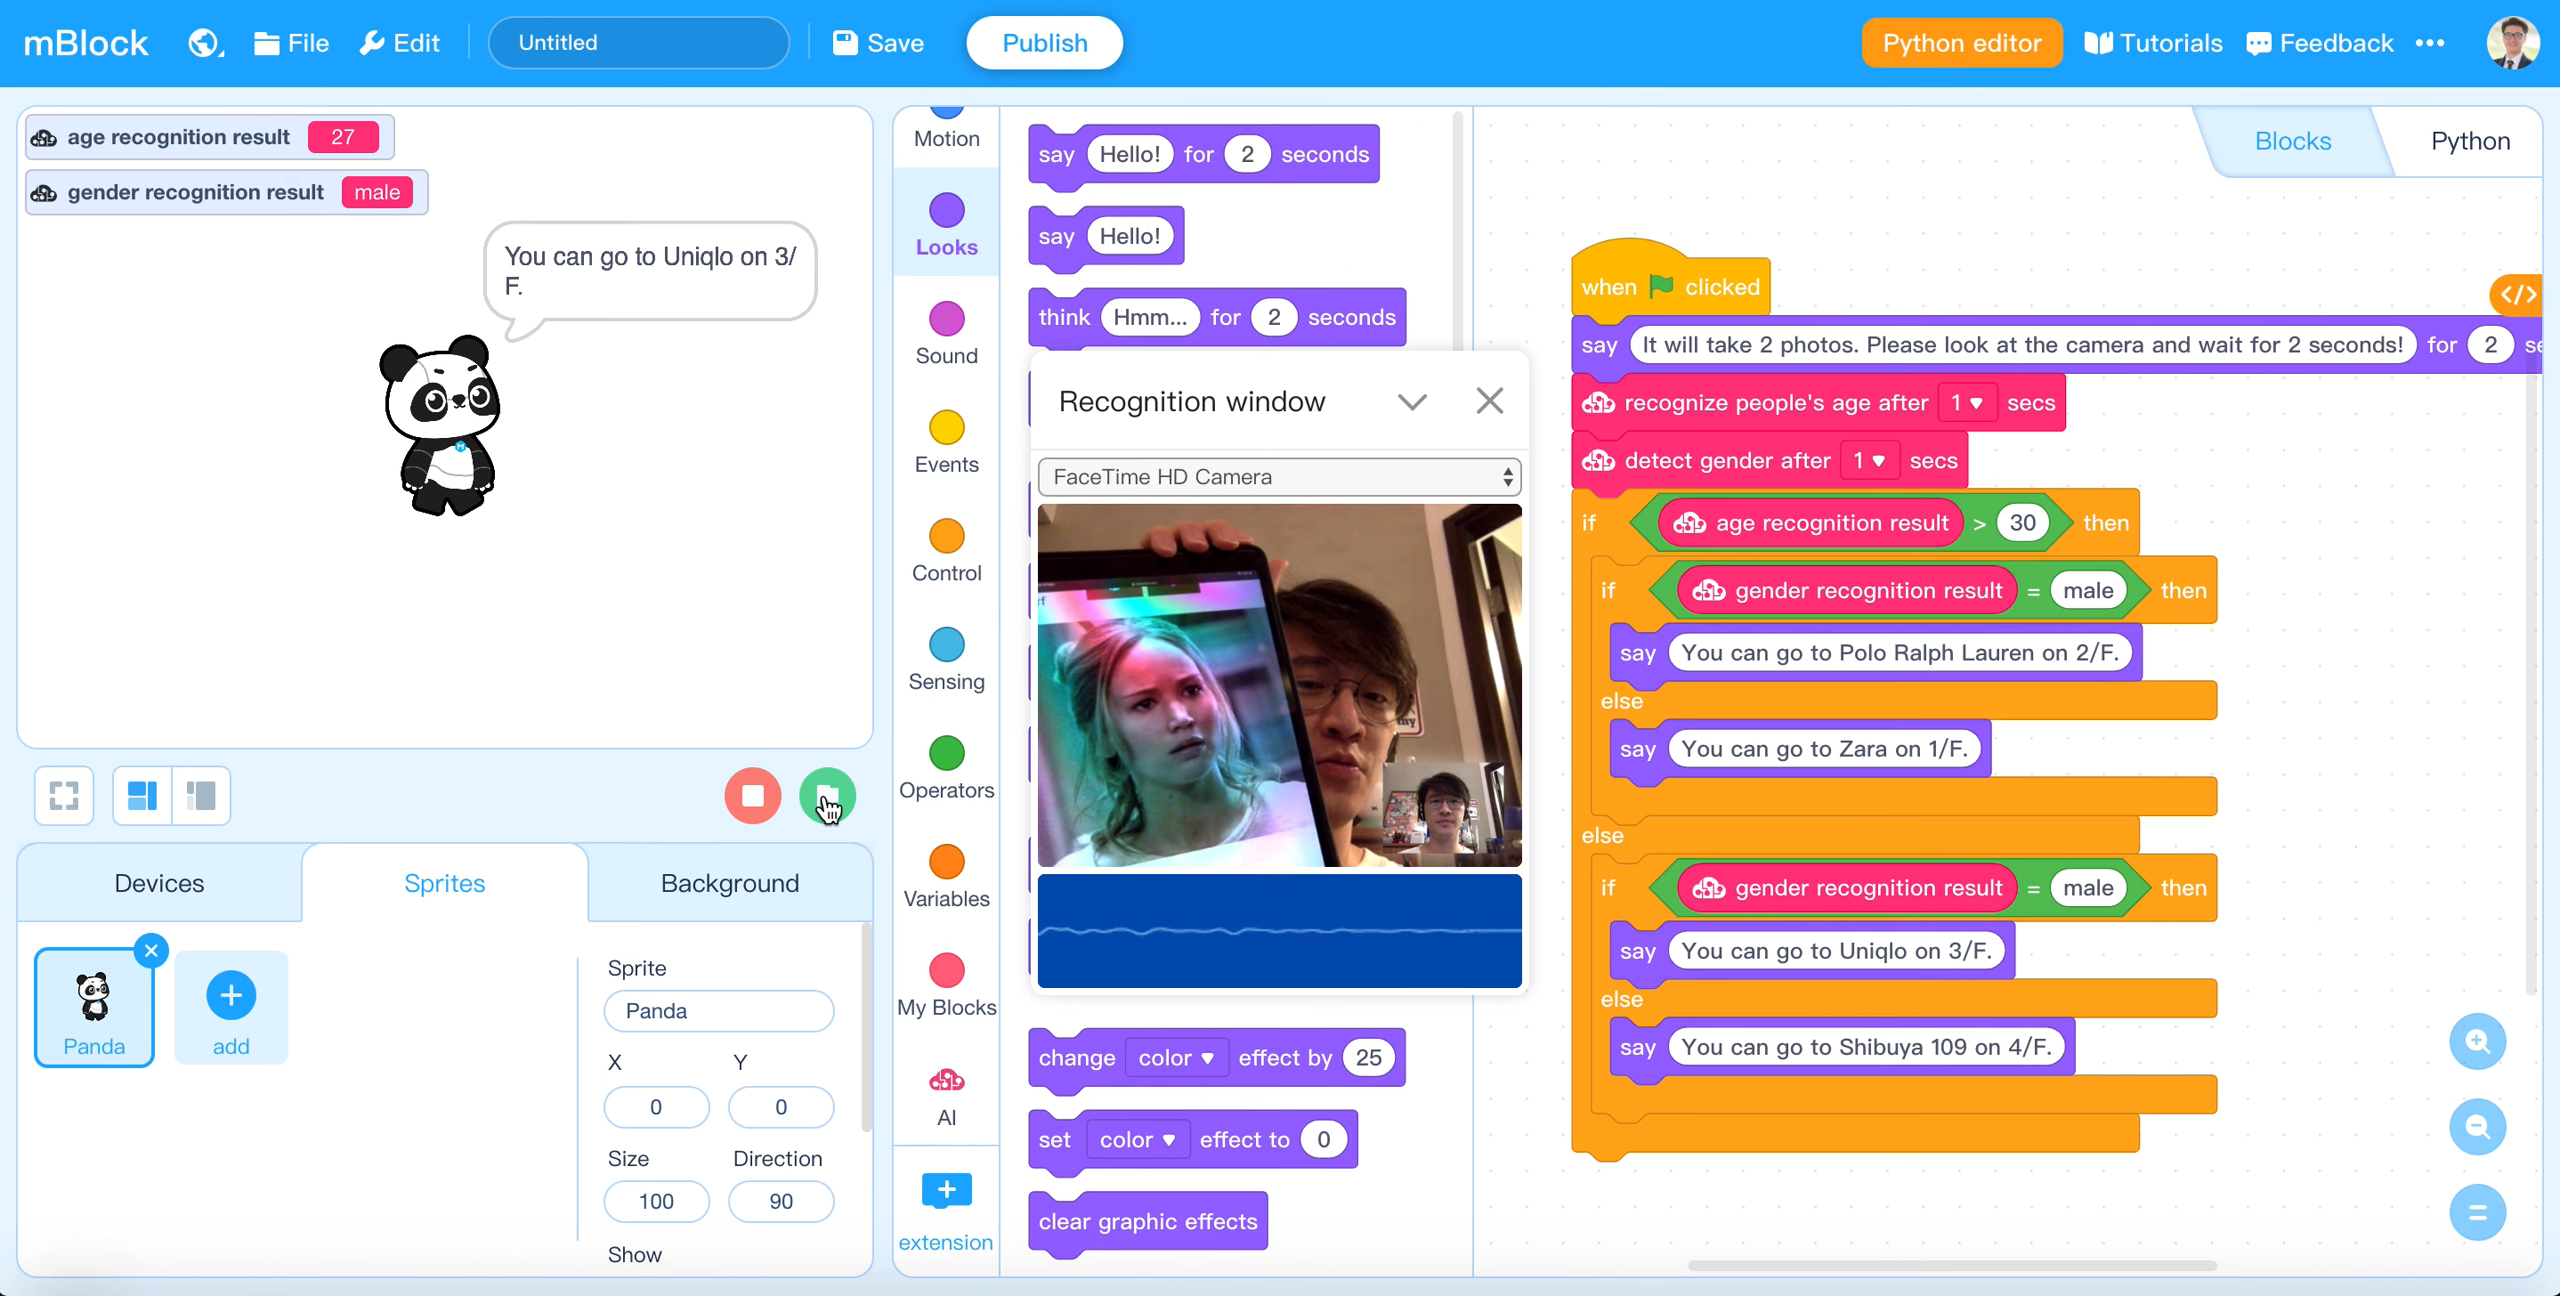 mBlock
File
Edit
Untitled
Save
Publish
Python editor
Tutorials
Feedback
age recognition result 27
gender recognition result male
You can go to Uniqlo on 3/
F.
Devices
Sprites
Background
Panda
add
Sprite
Panda
X
Y
0
0
Size
Direction
100
90
Show
Motion
Looks
Sound
Events
Control
Sensing
Operators
Variables
My Blocks
AI
extension
say Hello! for 2 seconds
say Hello!
think Hmm... for 2 seconds
Recognition window
FaceTime HD Camera
change color effect by 25
set color effect to 0
clear graphic effects
Blocks
Python
</>
when clicked
say It will take 2 photos. Please look at the camera and wait for 2 seconds! for 2 se
recognize people's age after 1 secs
detect gender after 1 secs
if age recognition result > 30 then
if gender recognition result = male then
say You can go to Polo Ralph Lauren on 2/F.
else
say You can go to Zara on 1/F.
else
if gender recognition result = male then
say You can go to Uniqlo on 3/F.
else
say You can go to Shibuya 109 on 4/F.